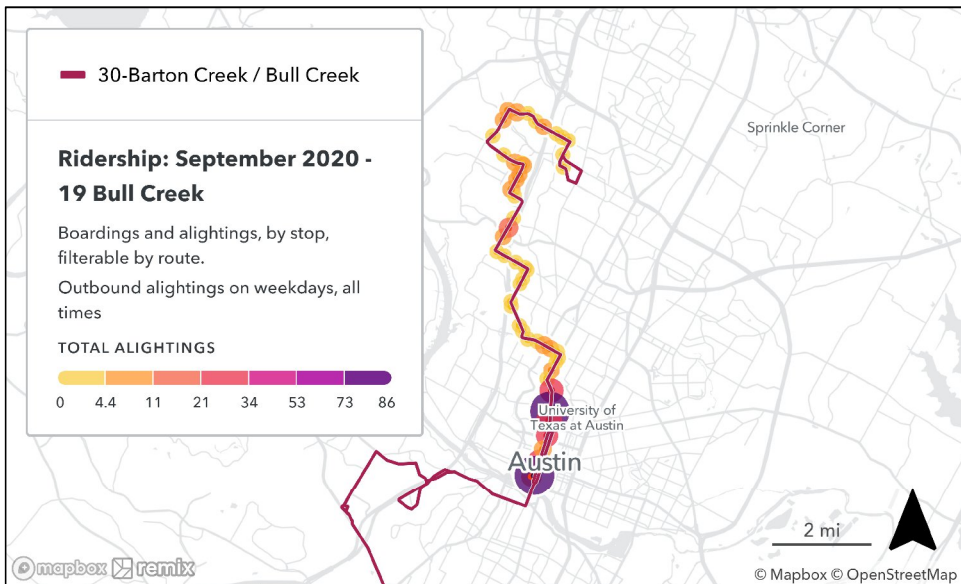 30-Barton Creek / Bull Creek
Ridership: September 2020 -
19 Bull Creek
Boardings and alightings, by stop,
filterable by route.
Outbound alightings on weekdays, all
times
TOTAL ALIGHTINGS
0 4.4 11 21 34 53 73 86
Sprinkle Corner
University of
Texas at Austin
Austin
2 mi
mapbox remix
© Mapbox © OpenStreetMap